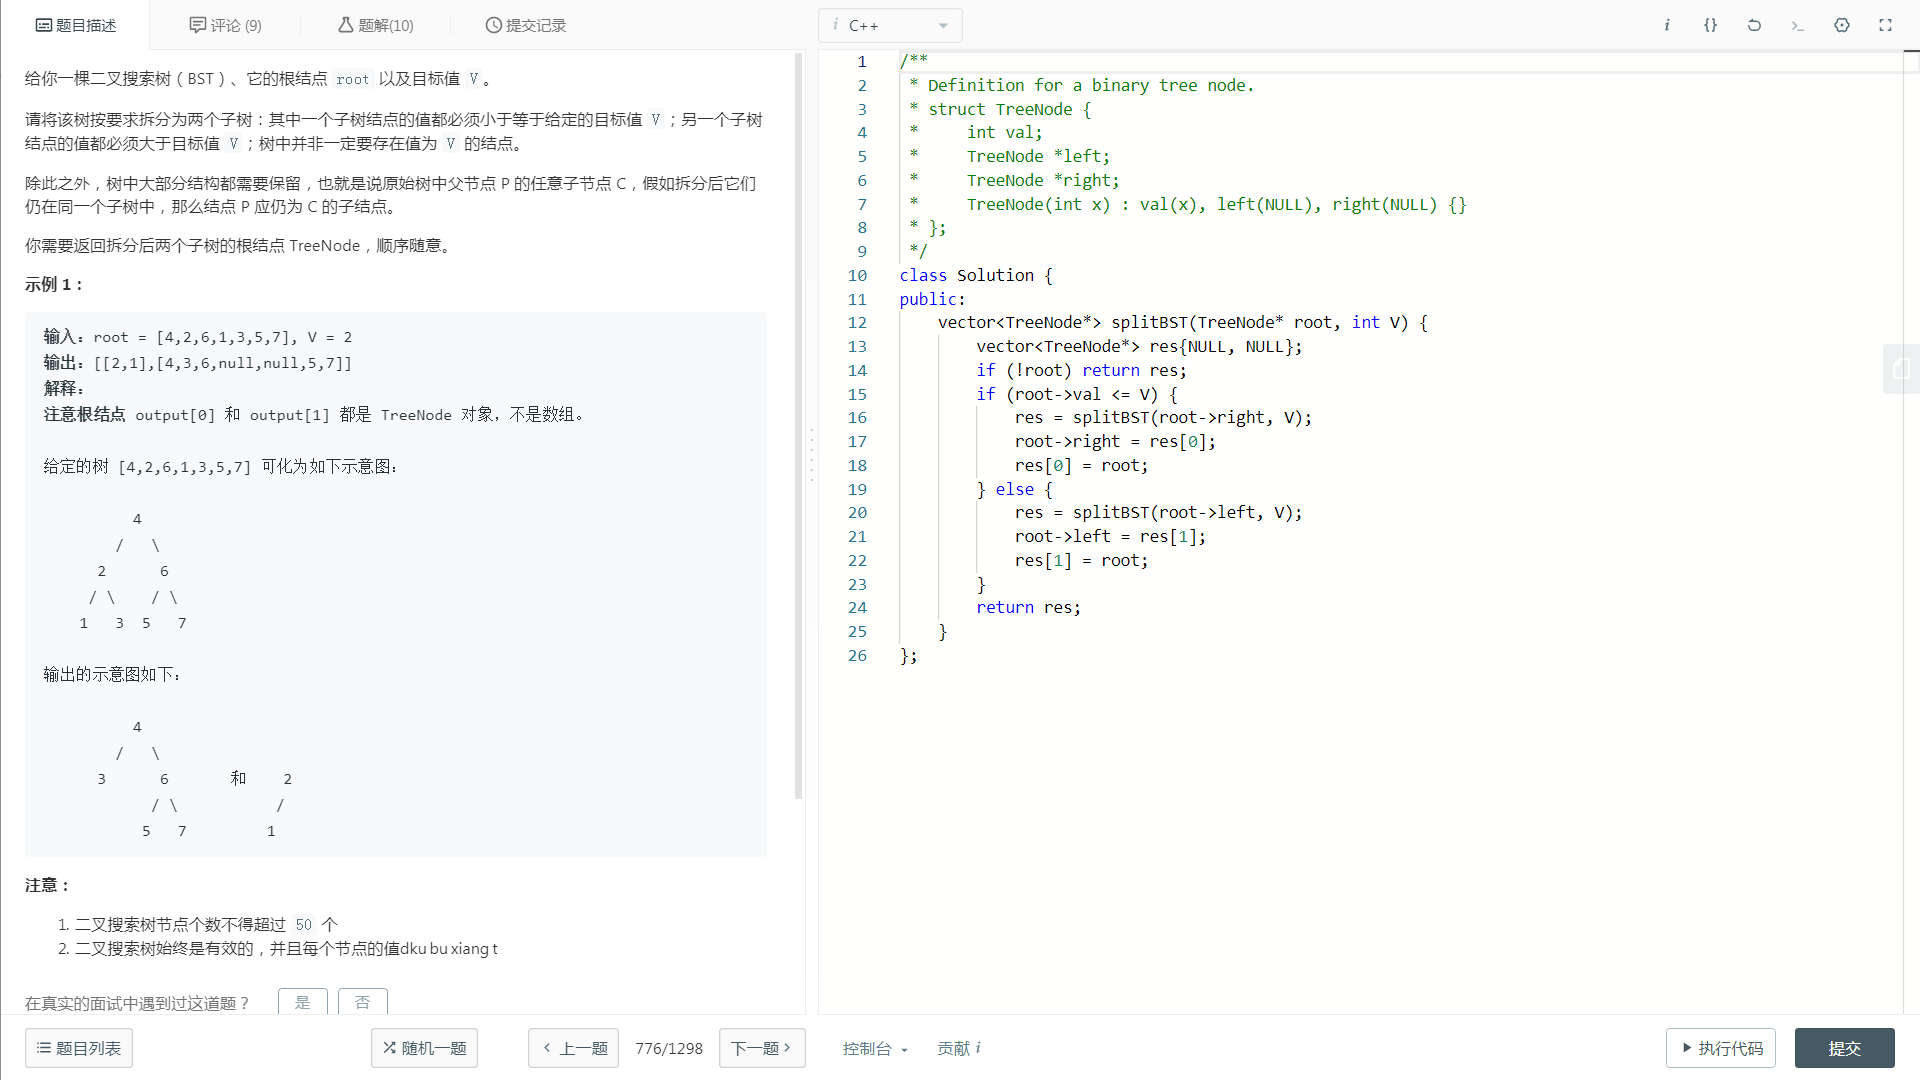 题目描述
评论 (9)
题解(10)
提交记录
给你一棵二叉搜索树（BST）、它的根结点 root 以及目标值 V。
请将该树按要求拆分为两个子树：其中一个子树结点的值都必须小于等于给定的目标值 V；另一个子树
结点的值都必须大于目标值 V；树中并非一定要存在值为 V 的结点。
除此之外，树中大部分结构都需要保留，也就是说原始树中父节点 P 的任意子节点 C，假如拆分后它们
仍在同一个子树中，那么结点 P 应仍为 C 的子结点。
你需要返回拆分后两个子树的根结点 TreeNode，顺序随意。
示例 1：
输入：root = [4,2,6,1,3,5,7], V = 2
输出：[[2,1],[4,3,6,null,null,5,7]]
解释：
注意根结点 output[0] 和 output[1] 都是 TreeNode 对象，不是数组。
给定的树 [4,2,6,1,3,5,7] 可化为如下示意图：
4
/ \
2 6
/ \ / \
1 3 5 7
输出的示意图如下：
4
/ \
3 6 和 2
/ \ /
5 7 1
注意：
1. 二叉搜索树节点个数不得超过 50 个
2. 二叉搜索树始终是有效的，并且每个节点的值dku bu xiang t
在真实的面试中遇到过这道题？ 是 否
题目列表
随机一题
上一题
776/1298
下一题
i C++
i {} >_
1 /**
2 * Definition for a binary tree node.
3 * struct TreeNode {
4 * int val;
5 * TreeNode *left;
6 * TreeNode *right;
7 * TreeNode(int x) : val(x), left(NULL), right(NULL) {}
8 * };
9 */
10 class Solution {
11 public:
12 vector<TreeNode*> splitBST(TreeNode* root, int V) {
13 vector<TreeNode*> res{NULL, NULL};
14 if (!root) return res;
15 if (root->val <= V) {
16 res = splitBST(root->right, V);
17 root->right = res[0];
18 res[0] = root;
19 } else {
20 res = splitBST(root->left, V);
21 root->left = res[1];
22 res[1] = root;
23 }
24 return res;
25 }
26 };
控制台
贡献 i
执行代码
提交